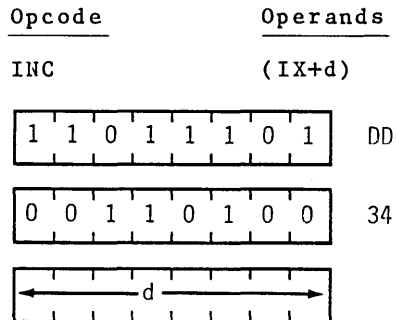 Opcode Operands
INC (IX+d)
1 1 0 1 1 1 0 1 DD
0 0 1 1 0 1 0 0 34
d